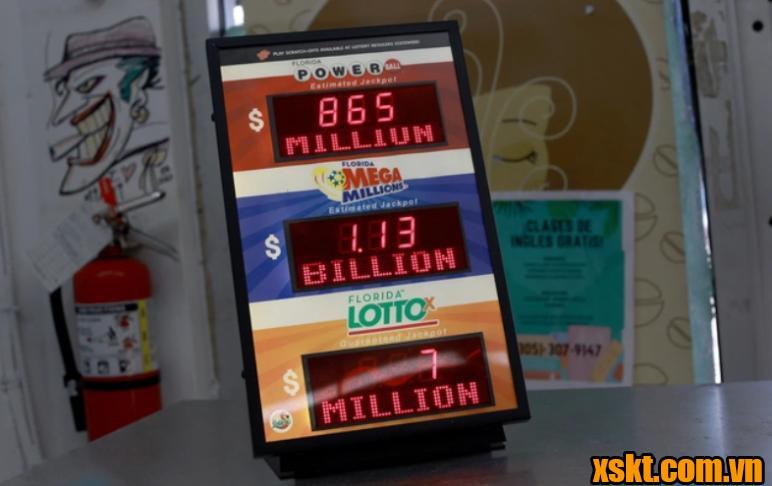 PLAY SCRATCH-OFFS AVAILABLE AT LOTTERY RETAILERS STATEWIDE!
FLORIDA
POWERBALL
Estimated Jackpot
$ 865
MILLIUN
FLORIDA
MEGA
MILLIONS
Estimated Jackpot
$ 1.13
BILLION
FLORIDA
LOTTO X
Guaranteed Jackpot
$ 7
MILLION
CLASES DE
INGLES GRATIS!
(305)-307-9147
xskt.com.vn